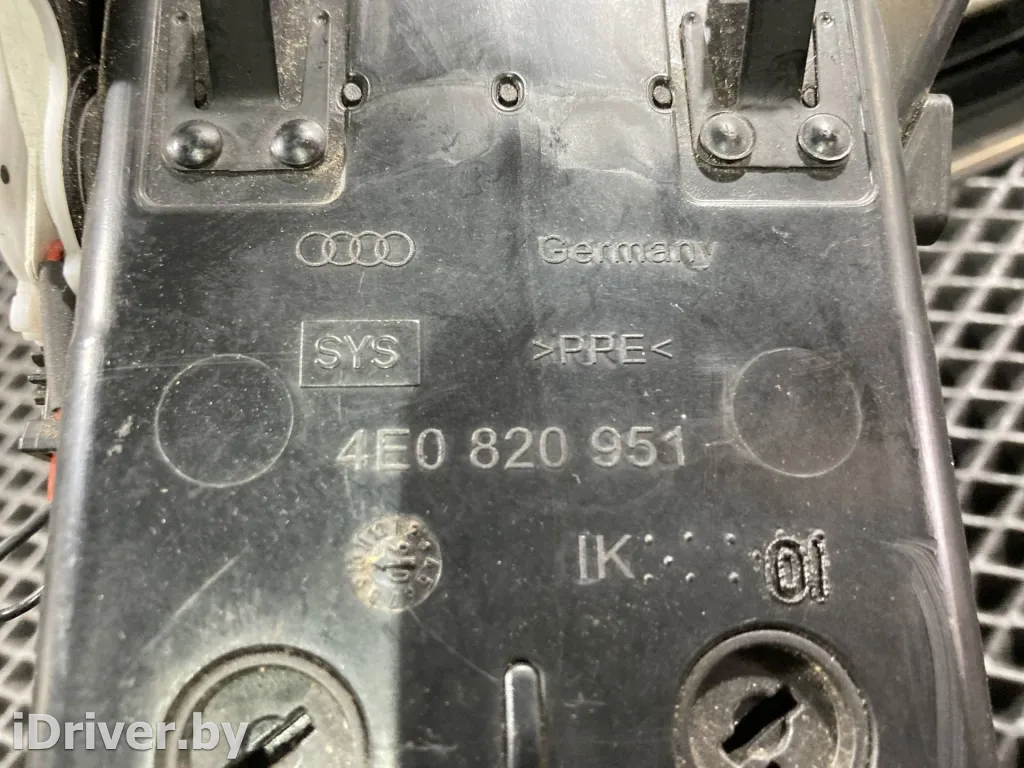 Germany
SYS >PPE<
4E0 820 951
IK 01
iDriver.by